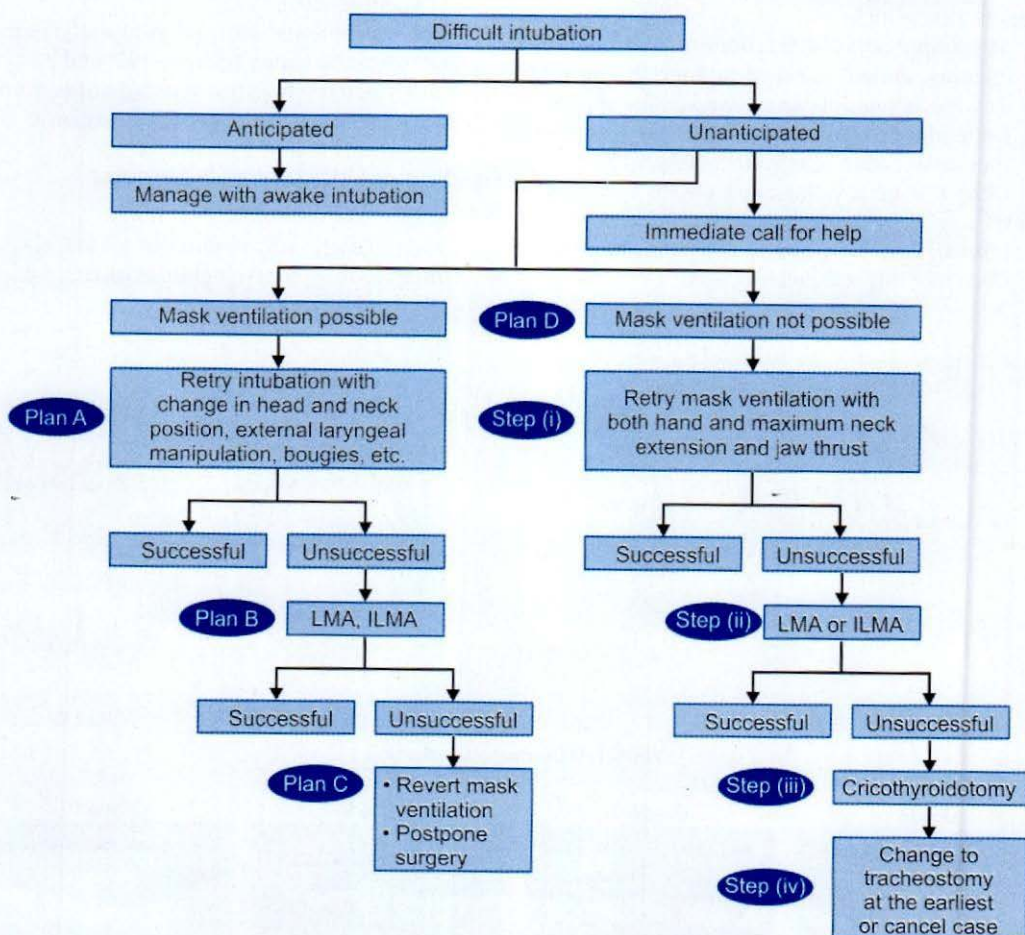 Difficult intubation
Anticipated
Unanticipated
Manage with awake intubation
Immediate call for help
Mask ventilation possible
Plan D
Mask ventilation not possible
Plan A
Retry intubation with
change in head and neck
position, external laryngeal
manipulation, bougies, etc.
Step (i)
Retry mask ventilation with
both hand and maximum neck
extension and jaw thrust
Successful
Unsuccessful
Successful
Unsuccessful
Plan B
LMA, ILMA
Step (ii)
LMA or ILMA
Successful
Unsuccessful
Successful
Unsuccessful
Plan C
• Revert mask
ventilation
• Postpone
surgery
Step (iii)
Cricothyroidotomy
Step (iv)
Change to
tracheostomy
at the earliest
or cancel case